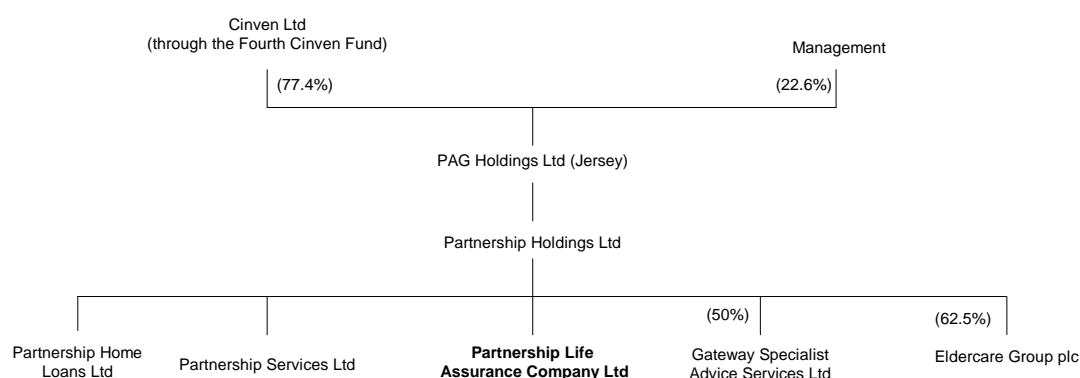 Cinven Ltd
(through the Fourth Cinven Fund)
Management
(77.4%)
(22.6%)
PAG Holdings Ltd (Jersey)
Partnership Holdings Ltd
(50%)
(62.5%)
Partnership Home
Loans Ltd
Partnership Services Ltd
Partnership Life
Assurance Company Ltd
Gateway Specialist
Advice Services Ltd
Eldercare Group plc